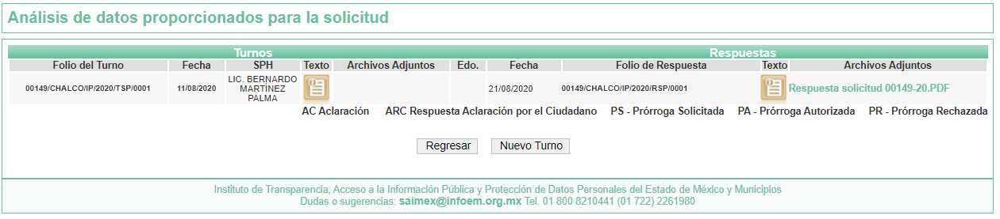 Análisis de datos proporcionados para la solicitud
Turnos Respuestas
Folio del Turno Fecha SPH Texto Archivos Adjuntos Edo. Fecha Folio de Respuesta Texto Archivos Adjuntos
00149/CHALCO/IP/2020/TSP/0001 11/08/2020 LIC. BERNARDO MARTÍNEZ PALMA 21/08/2020 00149/CHALCO/IP/2020/RSP/0001 Respuesta solicitud 00149-20.PDF
AC Aclaración ARC Respuesta Aclaración por el Ciudadano PS - Prórroga Solicitada PA - Prórroga Autorizada PR - Prórroga Rechazada
Regresar Nuevo Turno
Instituto de Transparencia, Acceso a la Información Pública y Protección de Datos Personales del Estado de México y Municipios
Dudas o sugerencias: saimex@infoem.org.mx Tel. 01 800 8210441 (01 722) 2261980